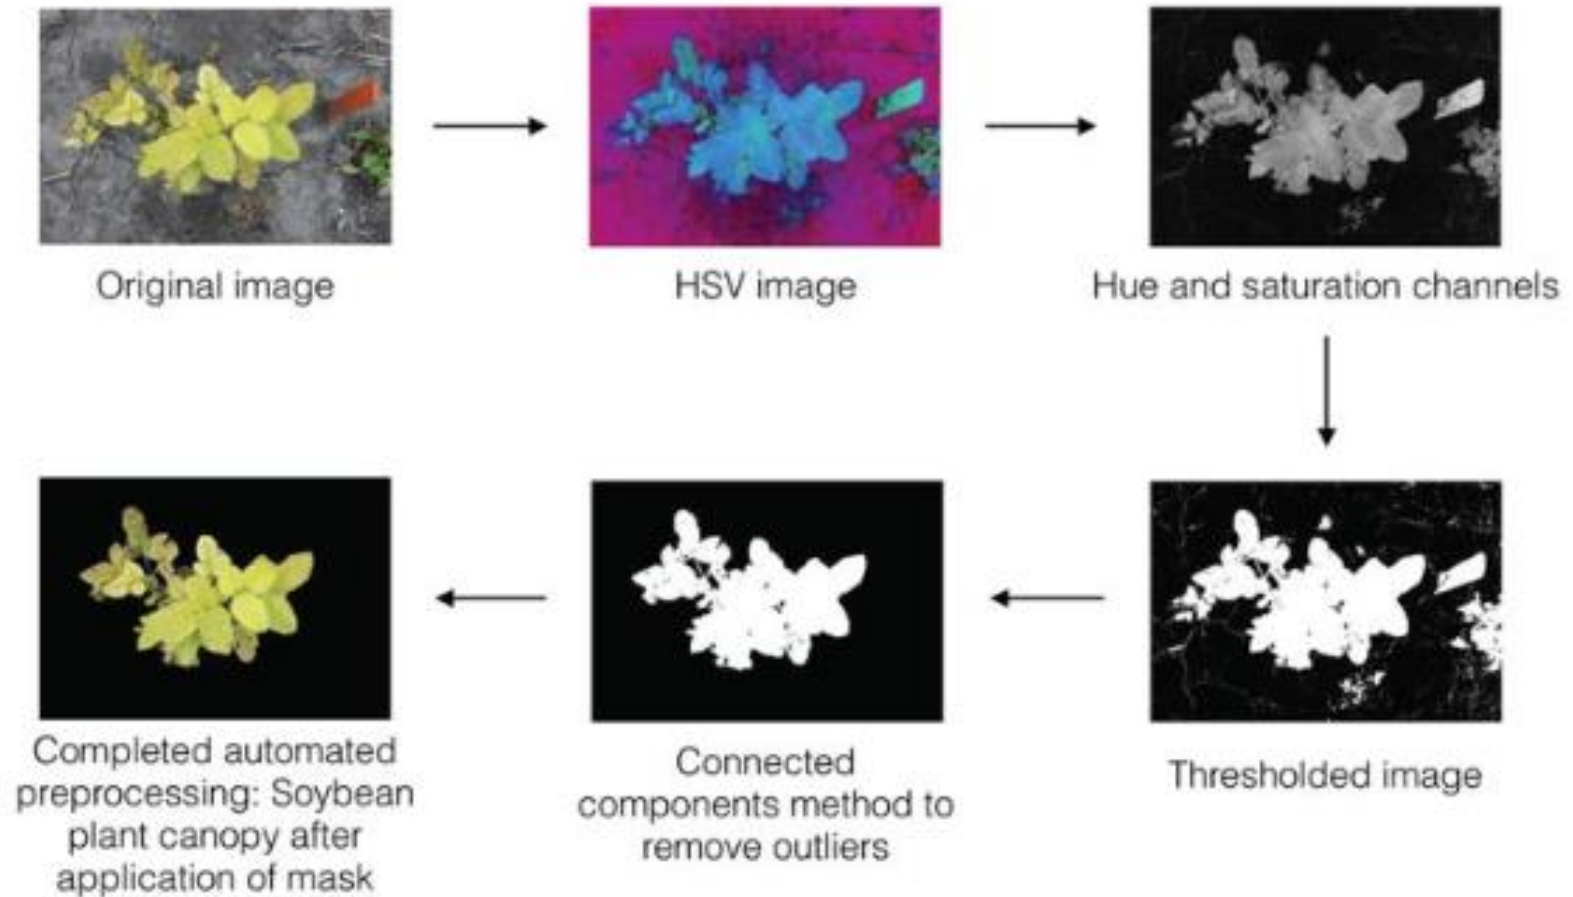 Original image
HSV image
Hue and saturation channels
Completed automated
preprocessing: Soybean
plant canopy after
application of mask
Connected
components method to
remove outliers
Thresholded image